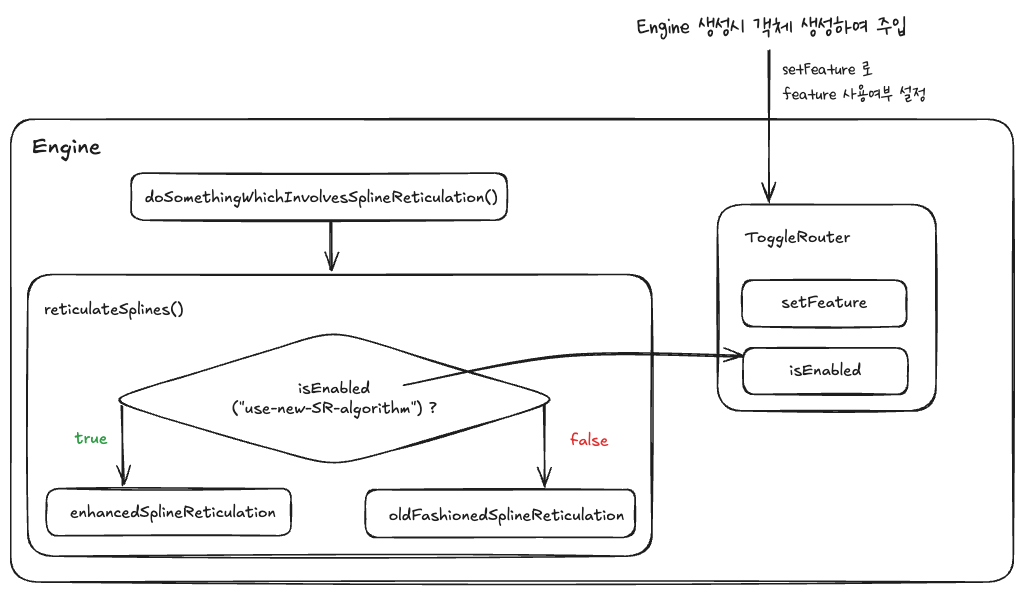 Engine 생성시 객체 생성하여 주입
setFeature 로
feature 사용여부 설정
Engine
doSomethingWhichInvolvesSplineReticulation()
ToggleRouter
setFeature
isEnabled
reticulateSplines()
isEnabled
("use-new-SR-algorithm") ?
true
false
enhancedSplineReticulation
oldFashionedSplineReticulation